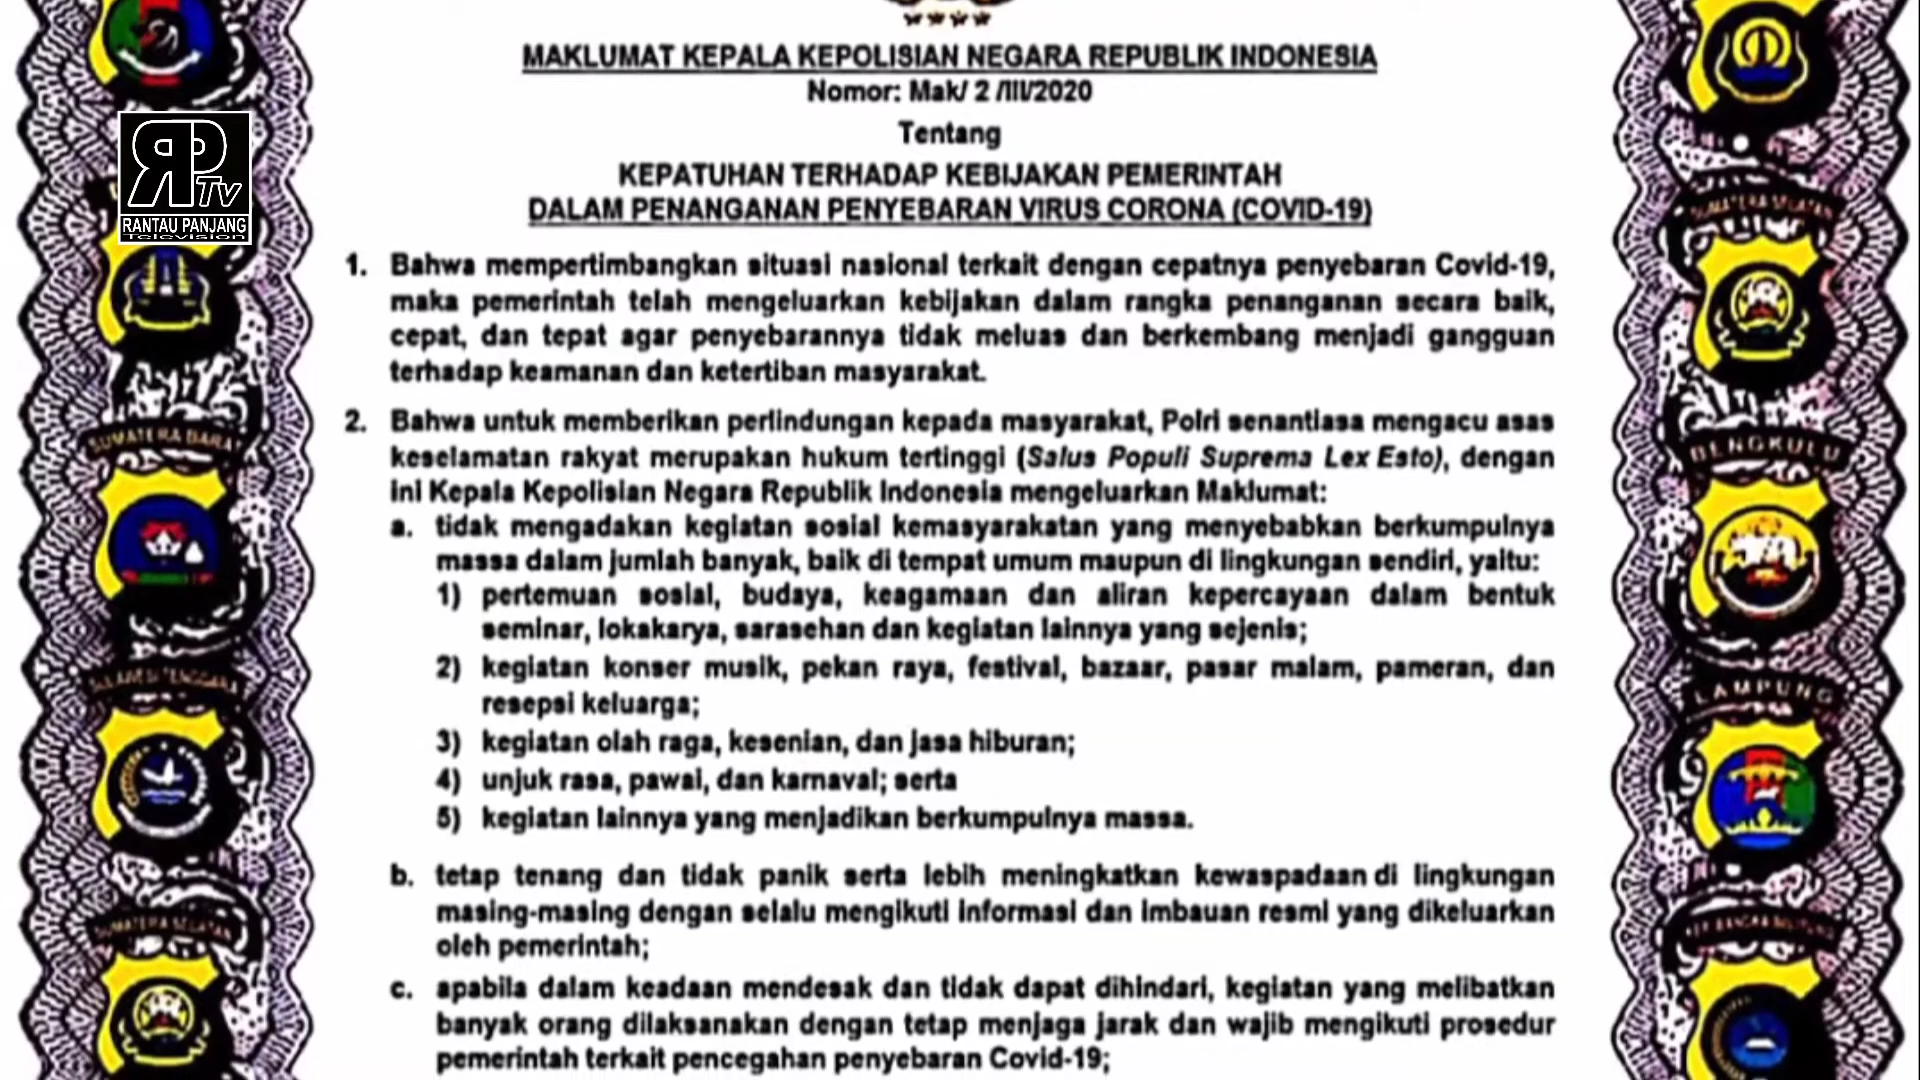 MAKLUMAT KEPALA KEPOLISIAN NEGARA REPUBLIK INDONESIA
Nomor: Mak/ 2 /III/2020
Tentang
KEPATUHAN TERHADAP KEBIJAKAN PEMERINTAH
DALAM PENANGANAN PENYEBARAN VIRUS CORONA (COVID-19)
RP TV
RANTAU PANJANG
Television
1. Bahwa mempertimbangkan situasi nasional terkait dengan cepatnya penyebaran Covid-19,
maka pemerintah telah mengeluarkan kebijakan dalam rangka penanganan secara baik,
cepat, dan tepat agar penyebarannya tidak meluas dan berkembang menjadi gangguan
terhadap keamanan dan ketertiban masyarakat.
2. Bahwa untuk memberikan perlindungan kepada masyarakat, Polri senantiasa mengacu asas
keselamatan rakyat merupakan hukum tertinggi (Salus Populi Suprema Lex Esto), dengan
ini Kepala Kepolisian Negara Republik Indonesia mengeluarkan Maklumat:
a. tidak mengadakan kegiatan sosial kemasyarakatan yang menyebabkan berkumpulnya
massa dalam jumlah banyak, baik di tempat umum maupun di lingkungan sendiri, yaitu:
1) pertemuan sosial, budaya, keagamaan dan aliran kepercayaan dalam bentuk
seminar, lokakarya, sarasehan dan kegiatan lainnya yang sejenis;
2) kegiatan konser musik, pekan raya, festival, bazaar, pasar malam, pameran, dan
resepsi keluarga;
3) kegiatan olah raga, kesenian, dan jasa hiburan;
4) unjuk rasa, pawai, dan karnaval; serta
5) kegiatan lainnya yang menjadikan berkumpulnya massa.
b. tetap tenang dan tidak panik serta lebih meningkatkan kewaspadaan di lingkungan
masing-masing dengan selalu mengikuti informasi dan imbauan resmi yang dikeluarkan
oleh pemerintah;
c. apabila dalam keadaan mendesak dan tidak dapat dihindari, kegiatan yang melibatkan
banyak orang dilaksanakan dengan tetap menjaga jarak dan wajib mengikuti prosedur
pemerintah terkait pencegahan penyebaran Covid-19;
SUMATERA BARAT
SULAWESI TENGGARA
SUMATERA SELATAN
SUMATERA SELATAN
BENGKULU
LAMPUNG